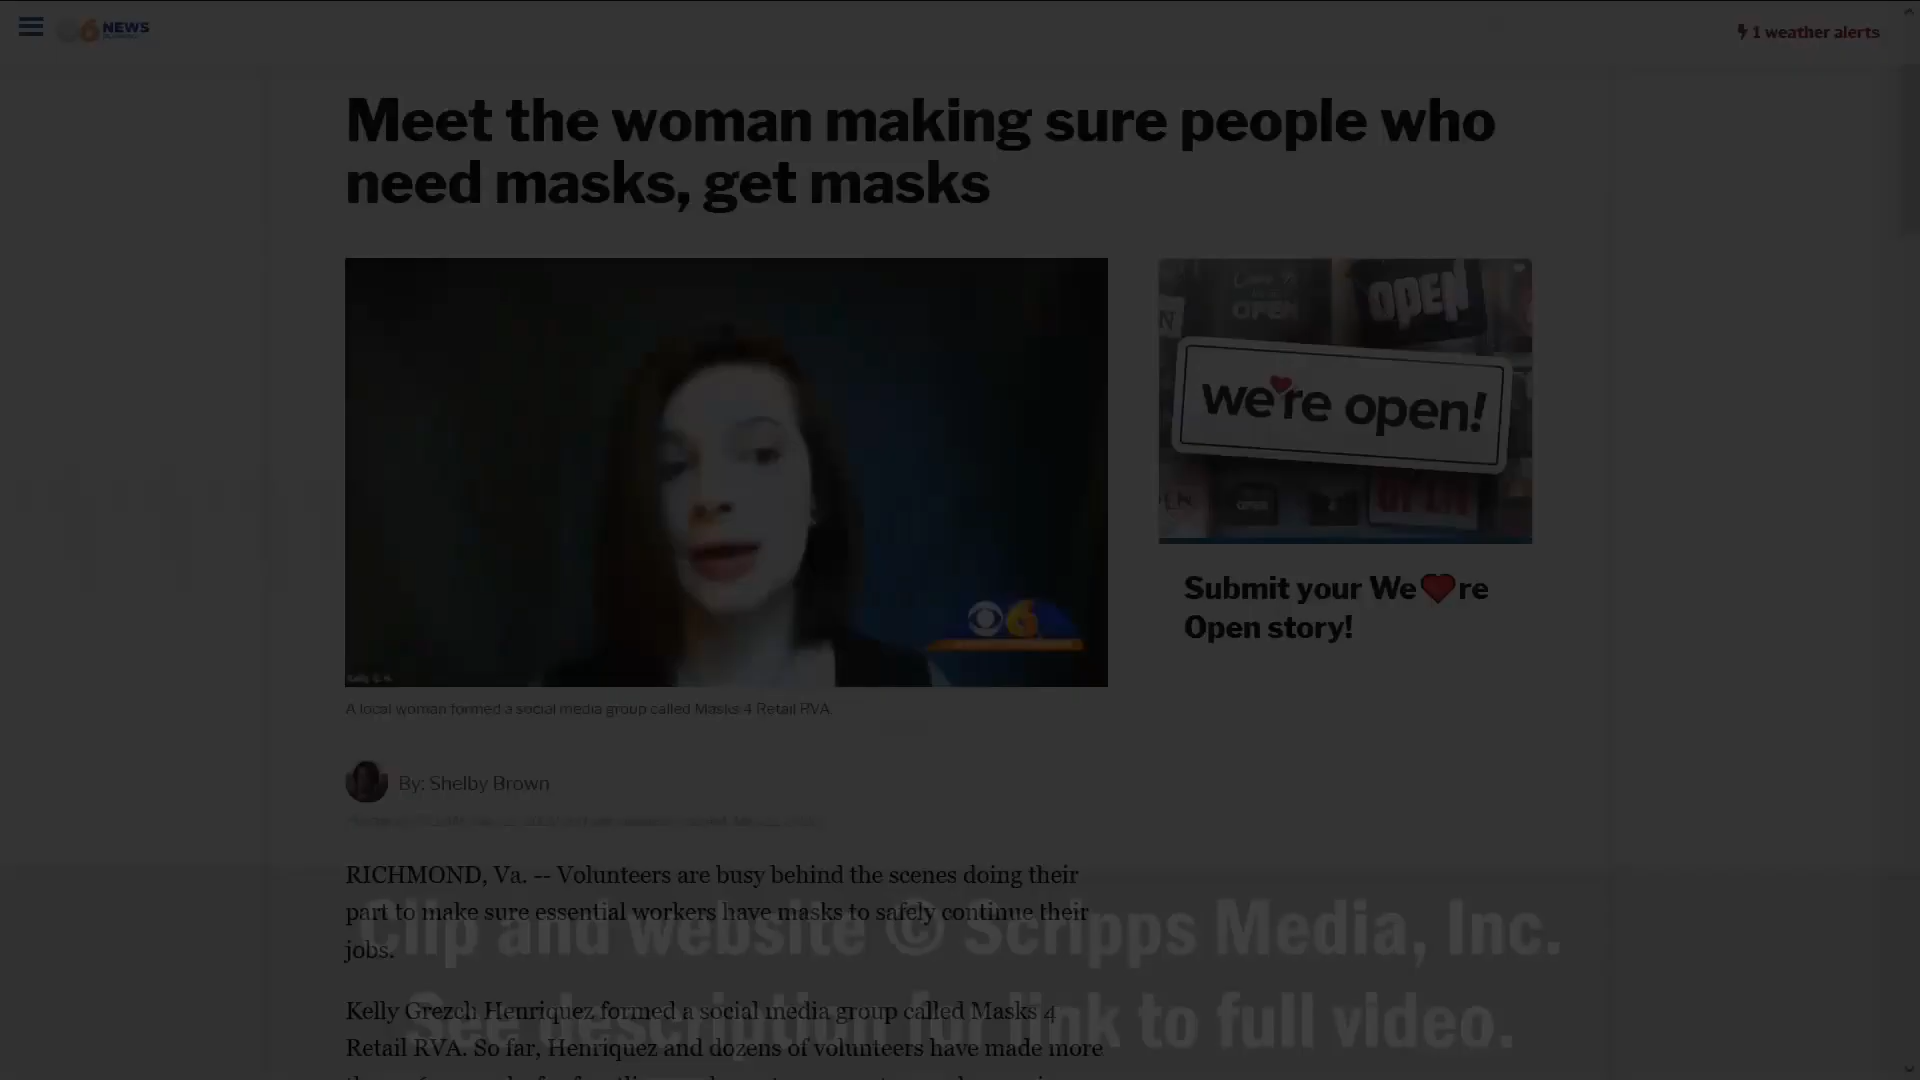 6 NEWS
1 weather alerts
Meet the woman making sure people who
need masks, get masks
OPEN
OPEN
we're open!
OPEN
6
Submit your We❤re
Open story!
A local woman formed a social media group called Masks 4 Retail RVA.
By: Shelby Brown
RICHMOND, Va. -- Volunteers are busy behind the scenes doing their
part to make sure essential workers have masks to safely continue their
jobs.
Clip and website © Scripps Media, Inc.
Kelly Grezch Henriquez formed a social media group called Masks 4
See description for link to full video.
Retail RVA. So far, Henriquez and dozens of volunteers have made more